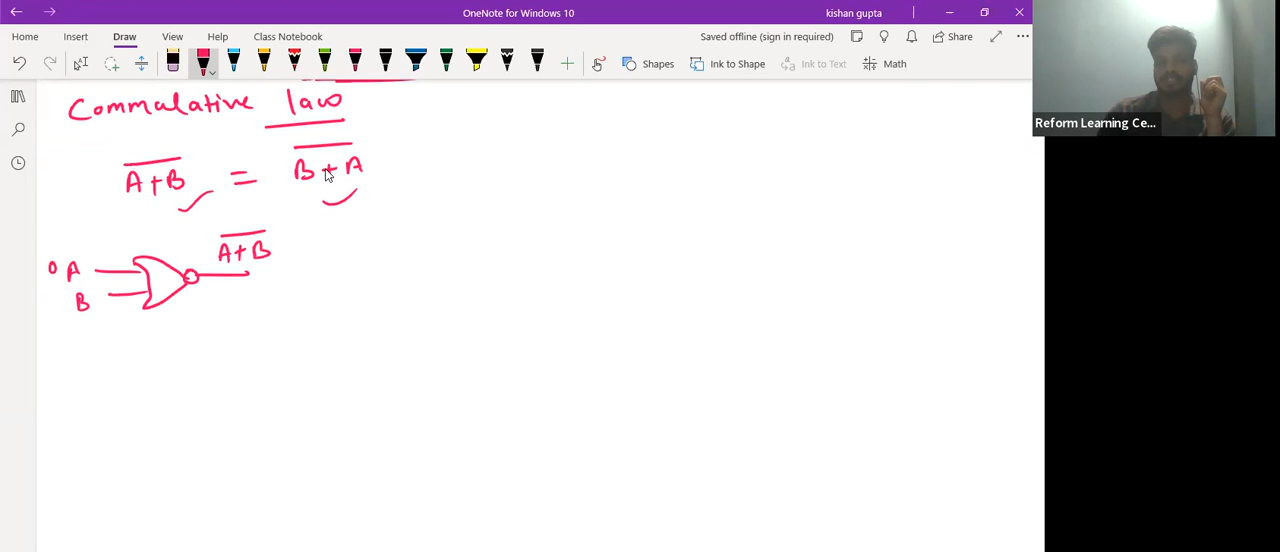 OneNote for Windows 10
kishan gupta
Home Insert Draw View Help Class Notebook
Saved offline (sign in required)
Share
Shapes
Ink to Shape
Ink to Text
Math
Reform Learning Ce...
Commulative law
A+B̅ = B+A̅
A+B̅
0 A
B